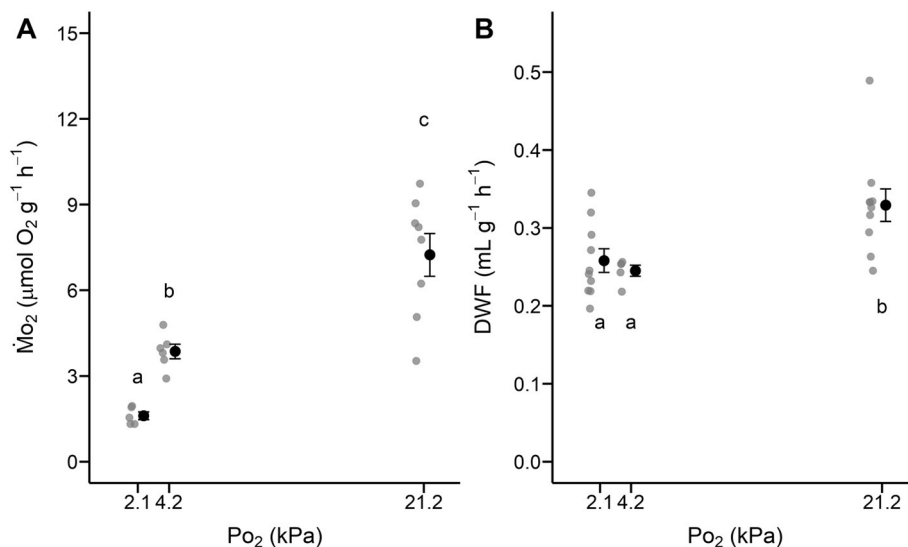 A
15
12
9
6
3
0
Ṁo₂ (μmol O₂ g⁻¹ h⁻¹)
a
b
c
2.1 4.2 21.2
Po₂ (kPa)
B
0.5
0.4
0.3
0.2
0.1
0.0
DWF (mL g⁻¹ h⁻¹)
a a
b
2.1 4.2 21.2
Po₂ (kPa)